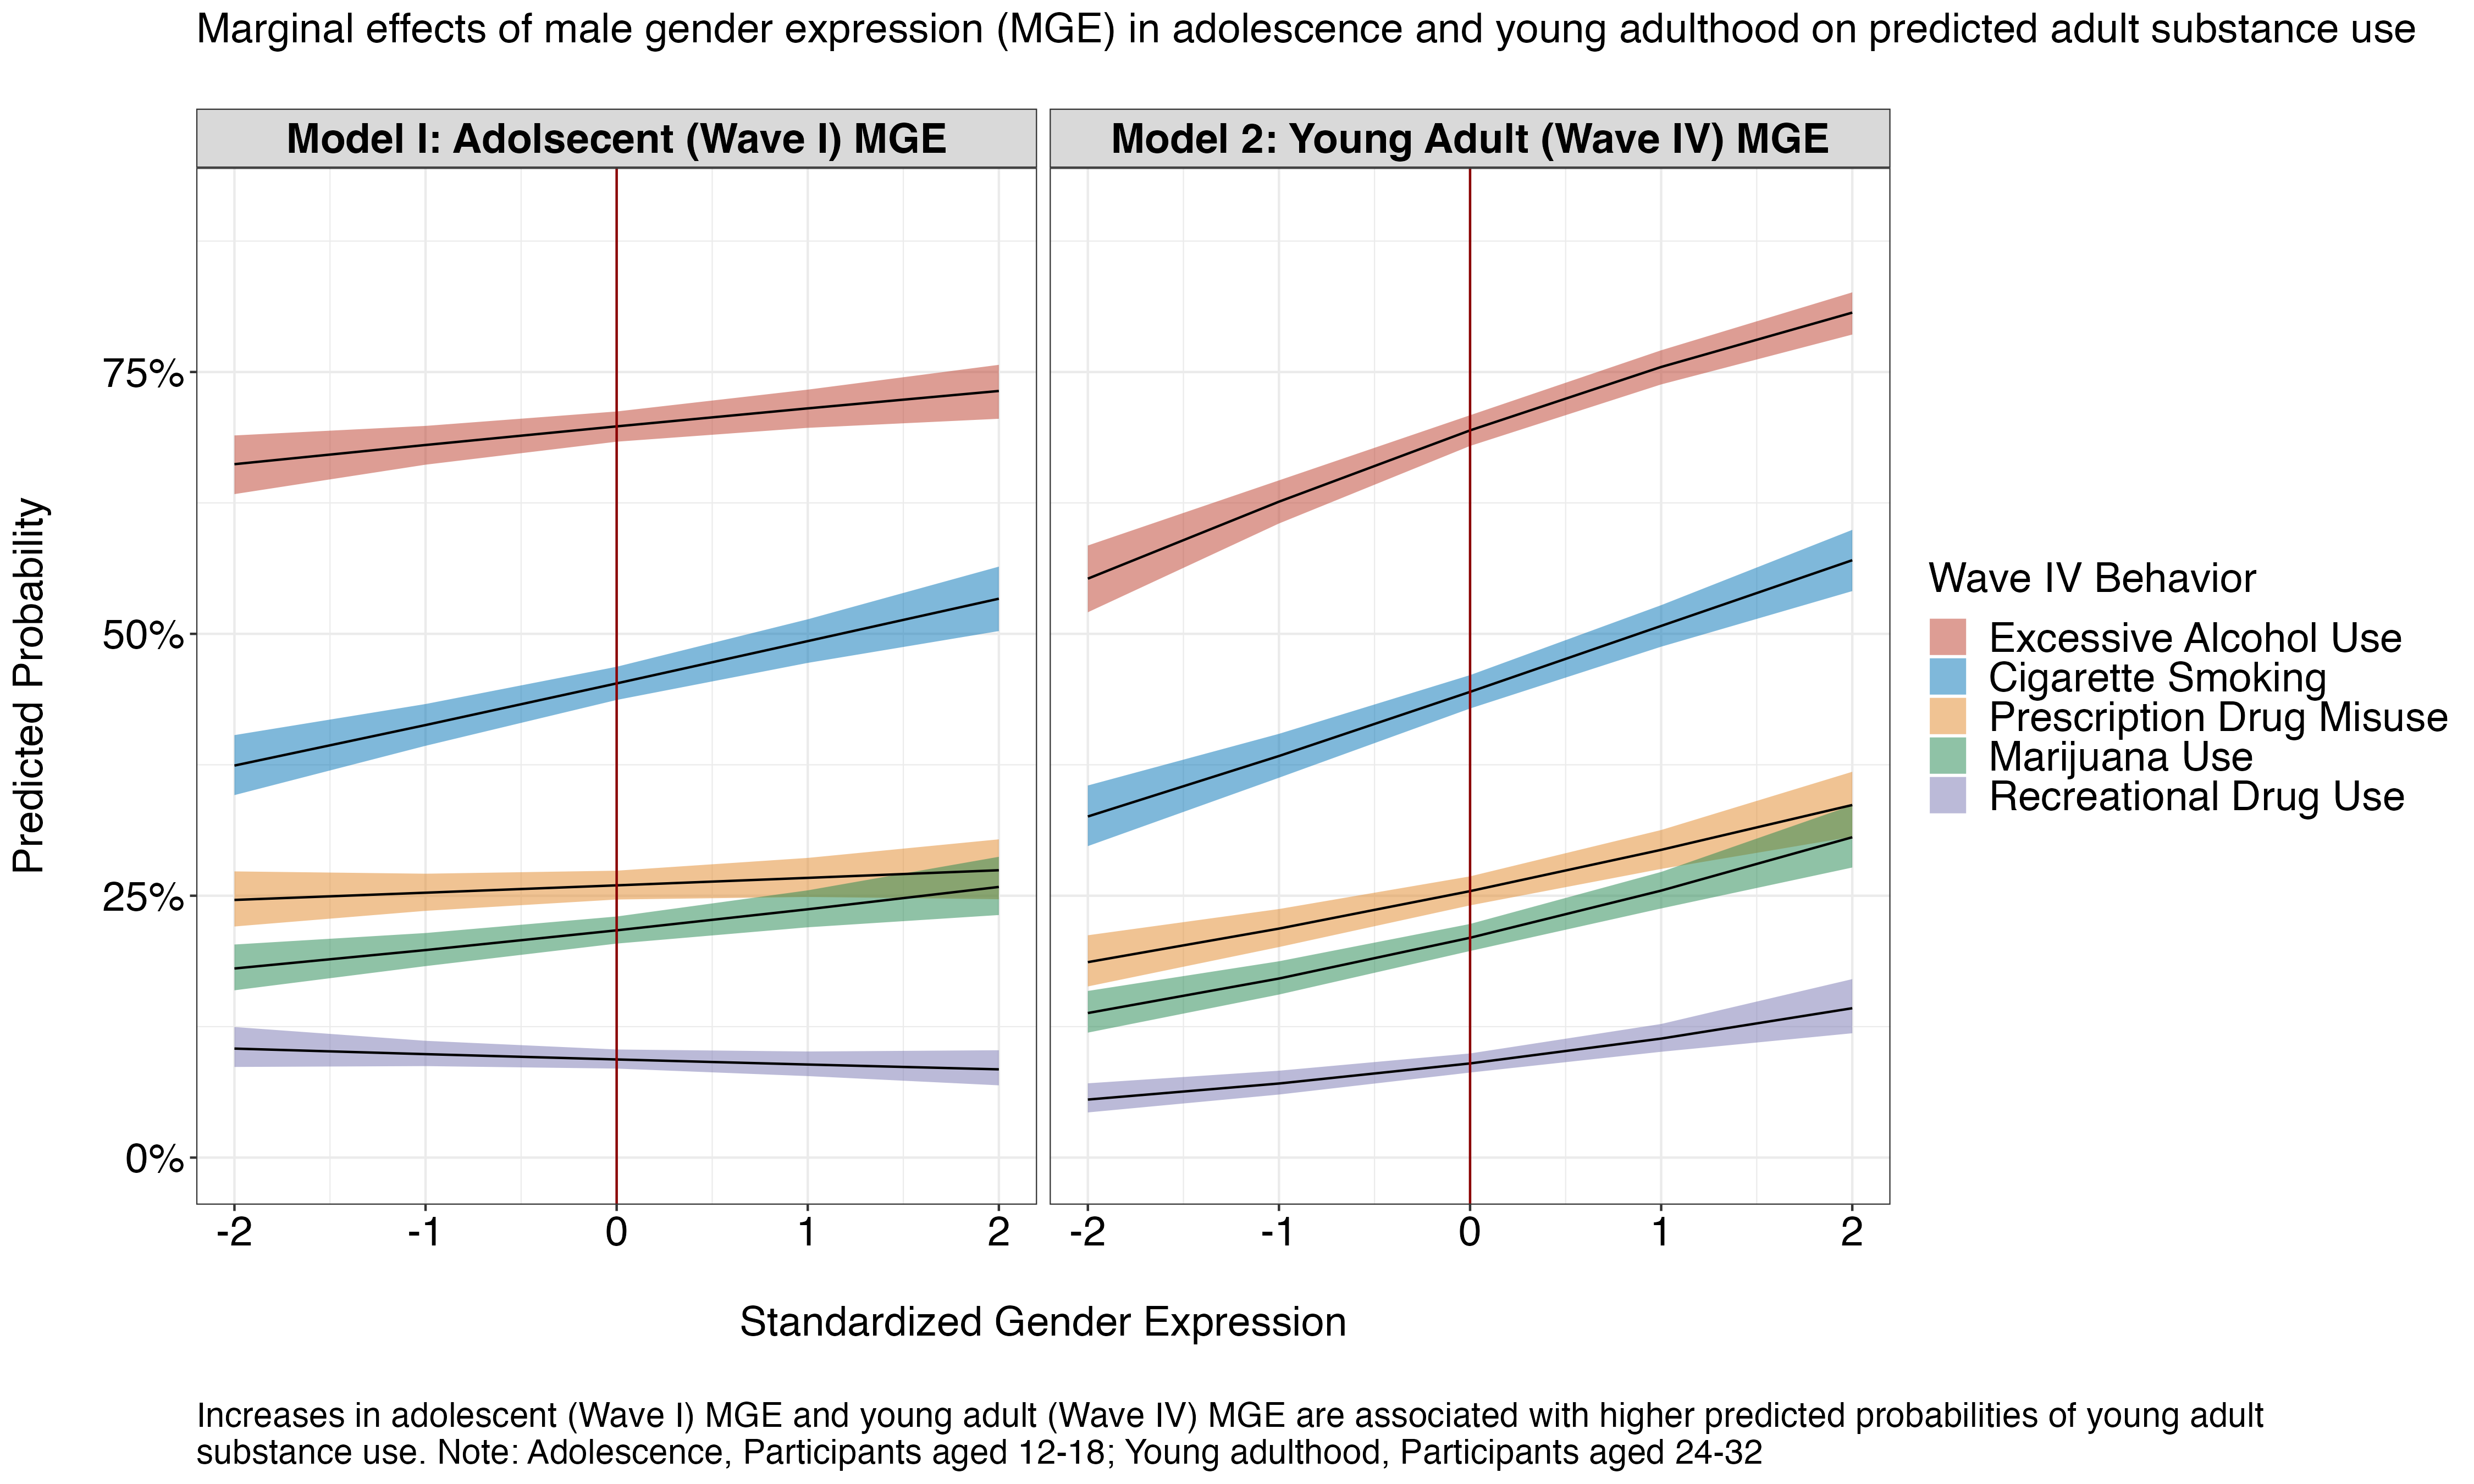 Marginal effects of male gender expression (MGE) in adolescence and young adulthood on predicted adult substance use
Model I: Adolsecent (Wave I) MGE
Model 2: Young Adult (Wave IV) MGE
Predicted Probability
75%
50%
25%
0%
-2 -1 0 1 2
-2 -1 0 1 2
Standardized Gender Expression
Wave IV Behavior
Excessive Alcohol Use
Cigarette Smoking
Prescription Drug Misuse
Marijuana Use
Recreational Drug Use
Increases in adolescent (Wave I) MGE and young adult (Wave IV) MGE are associated with higher predicted probabilities of young adult
substance use. Note: Adolescence, Participants aged 12-18; Young adulthood, Participants aged 24-32